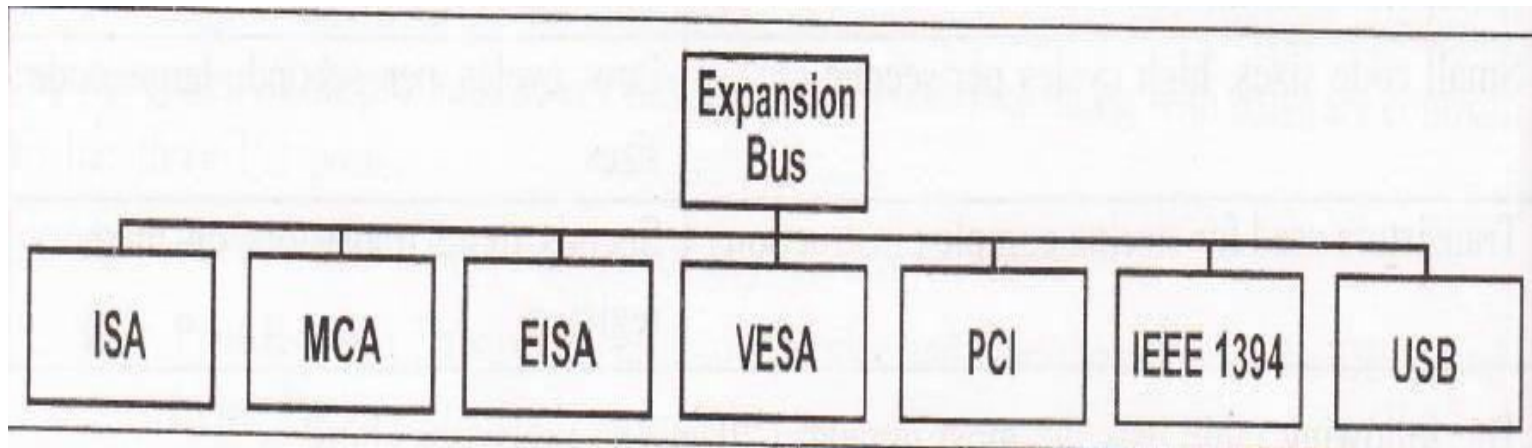 Expansion
Bus
ISA
MCA
EISA
VESA
PCI
IEEE 1394
USB